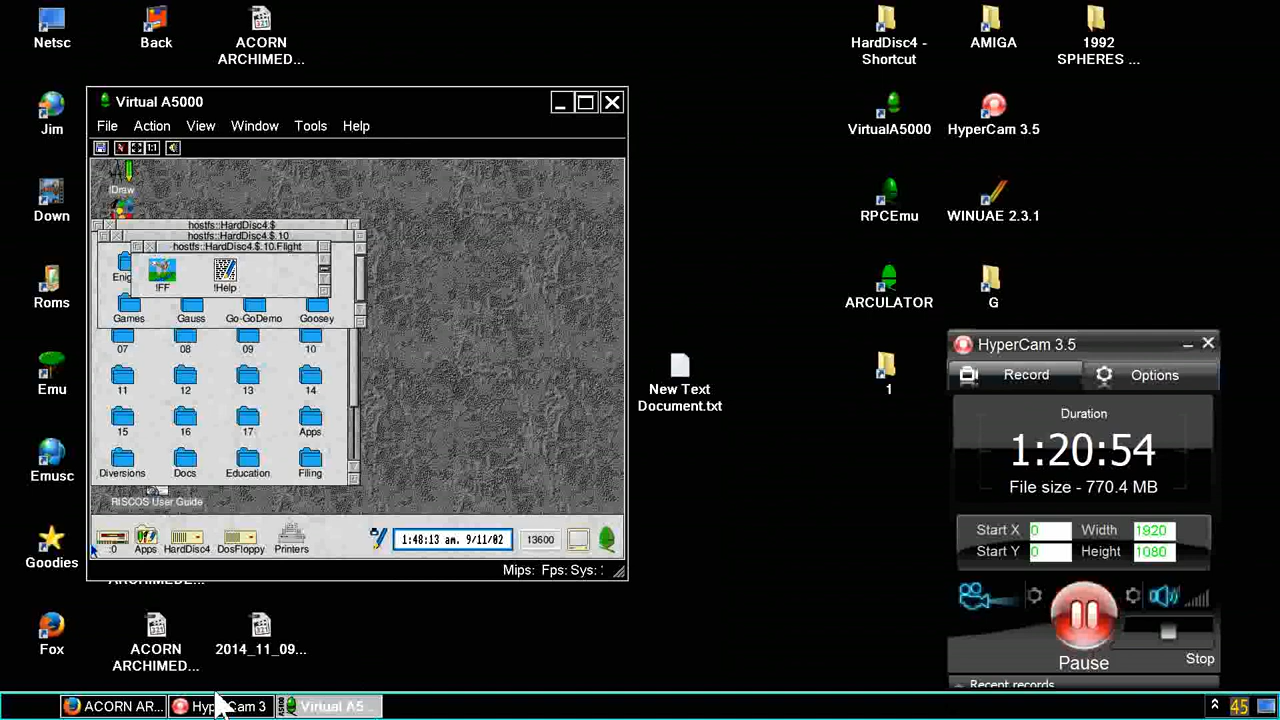 Netsc
Back
ACORN
ARCHIMED...
HardDisc4 -
Shortcut
AMIGA
1992
SPHERES ...
Virtual A5000
File Action View Window Tools Help
Jim
VirtualA5000
HyperCam 3.5
!Draw
Down
RPCEmu
WINUAE 2.3.1
hostfs::HardDisc4.$
hostfs::HardDisc4.$.10
hostfs::HardDisc4.$.10.Flight
Enig
!FF
!Help
Roms
ARCULATOR
G
Games Gauss Go-GoDemo Goosey
07 08 09 10
HyperCam 3.5
Record Options
Emu
New Text
Document.txt
1
11 12 13 14
Duration
1:20:54
File size - 770.4 MB
15 16 17 Apps
Emusc
Diversions Docs Education Filing
RISCOS User Guide
Start X 0 Width 1920
Start Y 0 Height 1080
:0 Apps HardDisc4 DosFloppy Printers
1:48:13 am. 9/11/02
13600
Goodies
Mips: Fps: Sys: :
Fox
ACORN
ARCHIMED...
2014_11_09...
Pause
Stop
Recent records
ACORN AR...
HyperCam 3
A5000
Virtual A5...
45